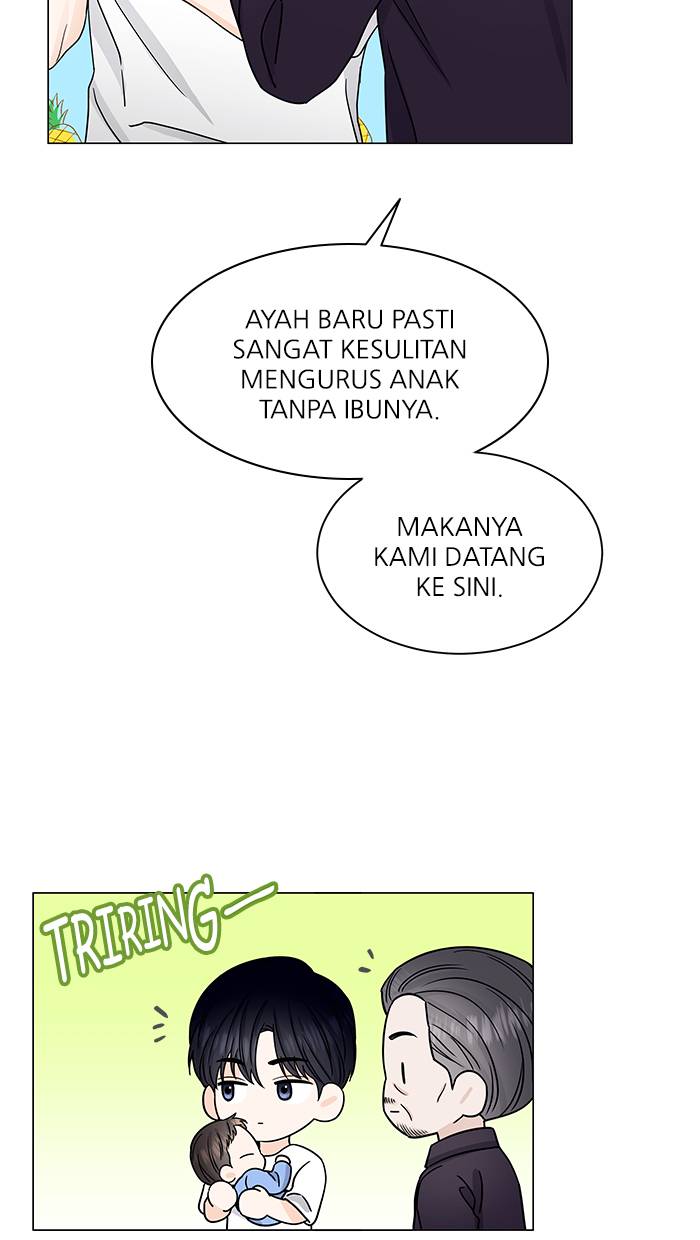 AYAH BARU PASTI
SANGAT KESULITAN
MENGURUS ANAK
TANPA IBUNYA.
MAKANYA
KAMI DATANG
KE SINI.
TRIRING—